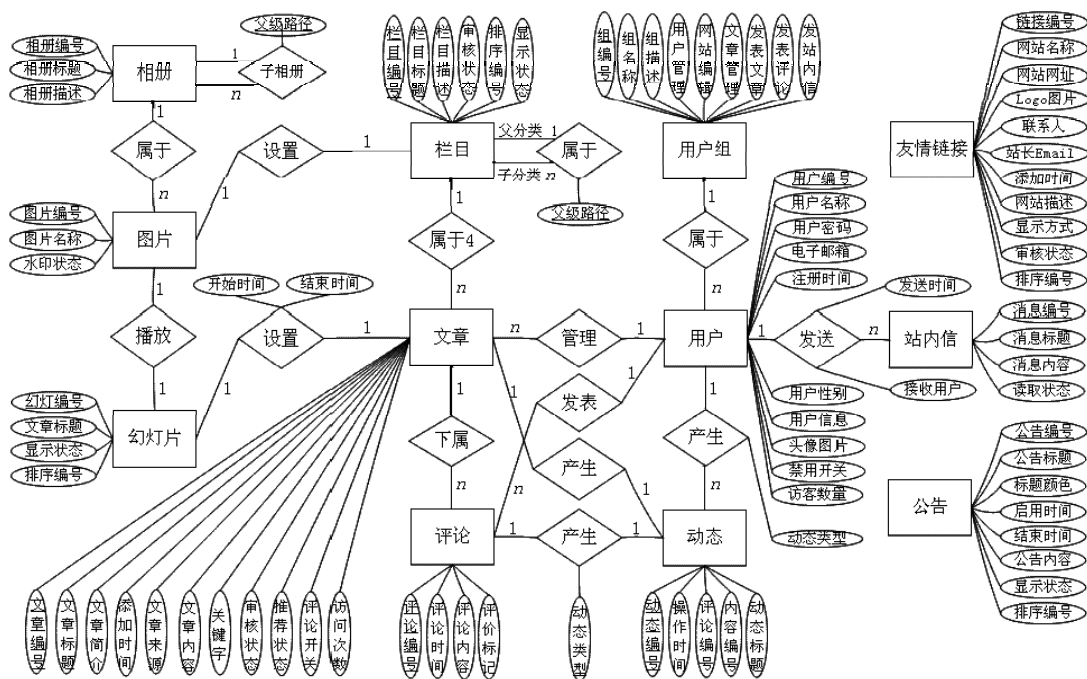 父级路径
相册编号
相册标题
相册描述
相册
1
n
子相册
1
属于
n
图片编号
图片名称
水印状态
图片
1
设置
1
1
播放
1
幻灯编号
文章标题
显示状态
排序编号
幻灯片
开始时间
结束时间
1
设置
1
栏目编号
栏目标题
栏目描述
审核状态
排序编号
显示状态
栏目
父分类
1
子分类
n
属于
父级路径
1
属于4
n
文章
1
下属
n
评论
文章编号
文章标题
文章简介
添加时间
文章来源
文章内容
关键字
审核状态
推荐状态
评论开关
访问次数
评论编号
评论时间
评论内容
评价标记
组编号
组名称
组描述
用户管理
网站编辑
文章管理
发表文章
发表评论
发站内信
用户组
1
属于
n
用户
n
管理
1
1
发表
n
1
产生
1
1
产生
1
动态类型
1
产生
n
动态类型
动态
动态编号
操作时间
评论编号
内容编号
动态标题
用户编号
用户名称
用户密码
电子邮箱
注册时间
用户性别
用户信息
头像图片
禁用开关
访客数量
1
发送
n
发送时间
接收用户
站内信
消息编号
消息标题
消息内容
读取状态
友情链接
链接编号
网站名称
网站网址
Logo图片
联系人
站长Email
添加时间
网站描述
显示方式
审核状态
排序编号
公告
公告编号
公告标题
标题颜色
启用时间
结束时间
公告内容
显示状态
排序编号